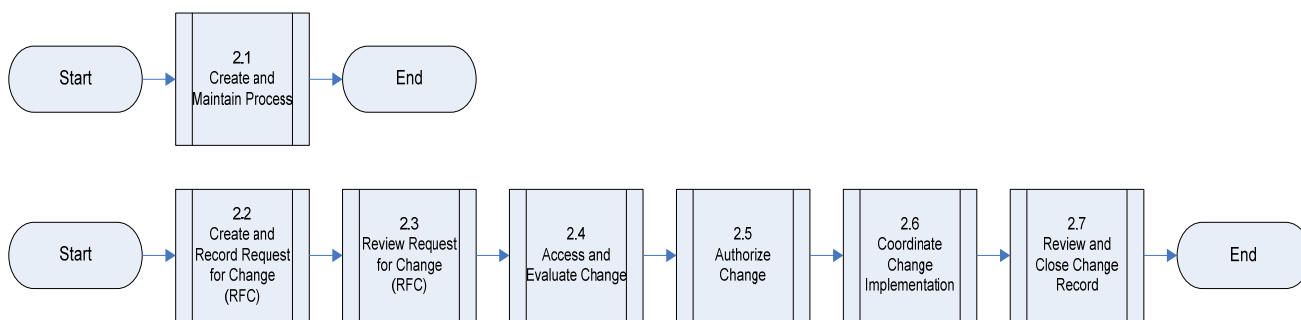 Start
2.1
Create and
Maintain Process
End
Start
2.2
Create and
Record Request
for Change
(RFC)
2.3
Review Request
for Change
(RFC)
2.4
Access and
Evaluate Change
2.5
Authorize
Change
2.6
Coordinate
Change
Implementation
2.7
Review and
Close Change
Record
End